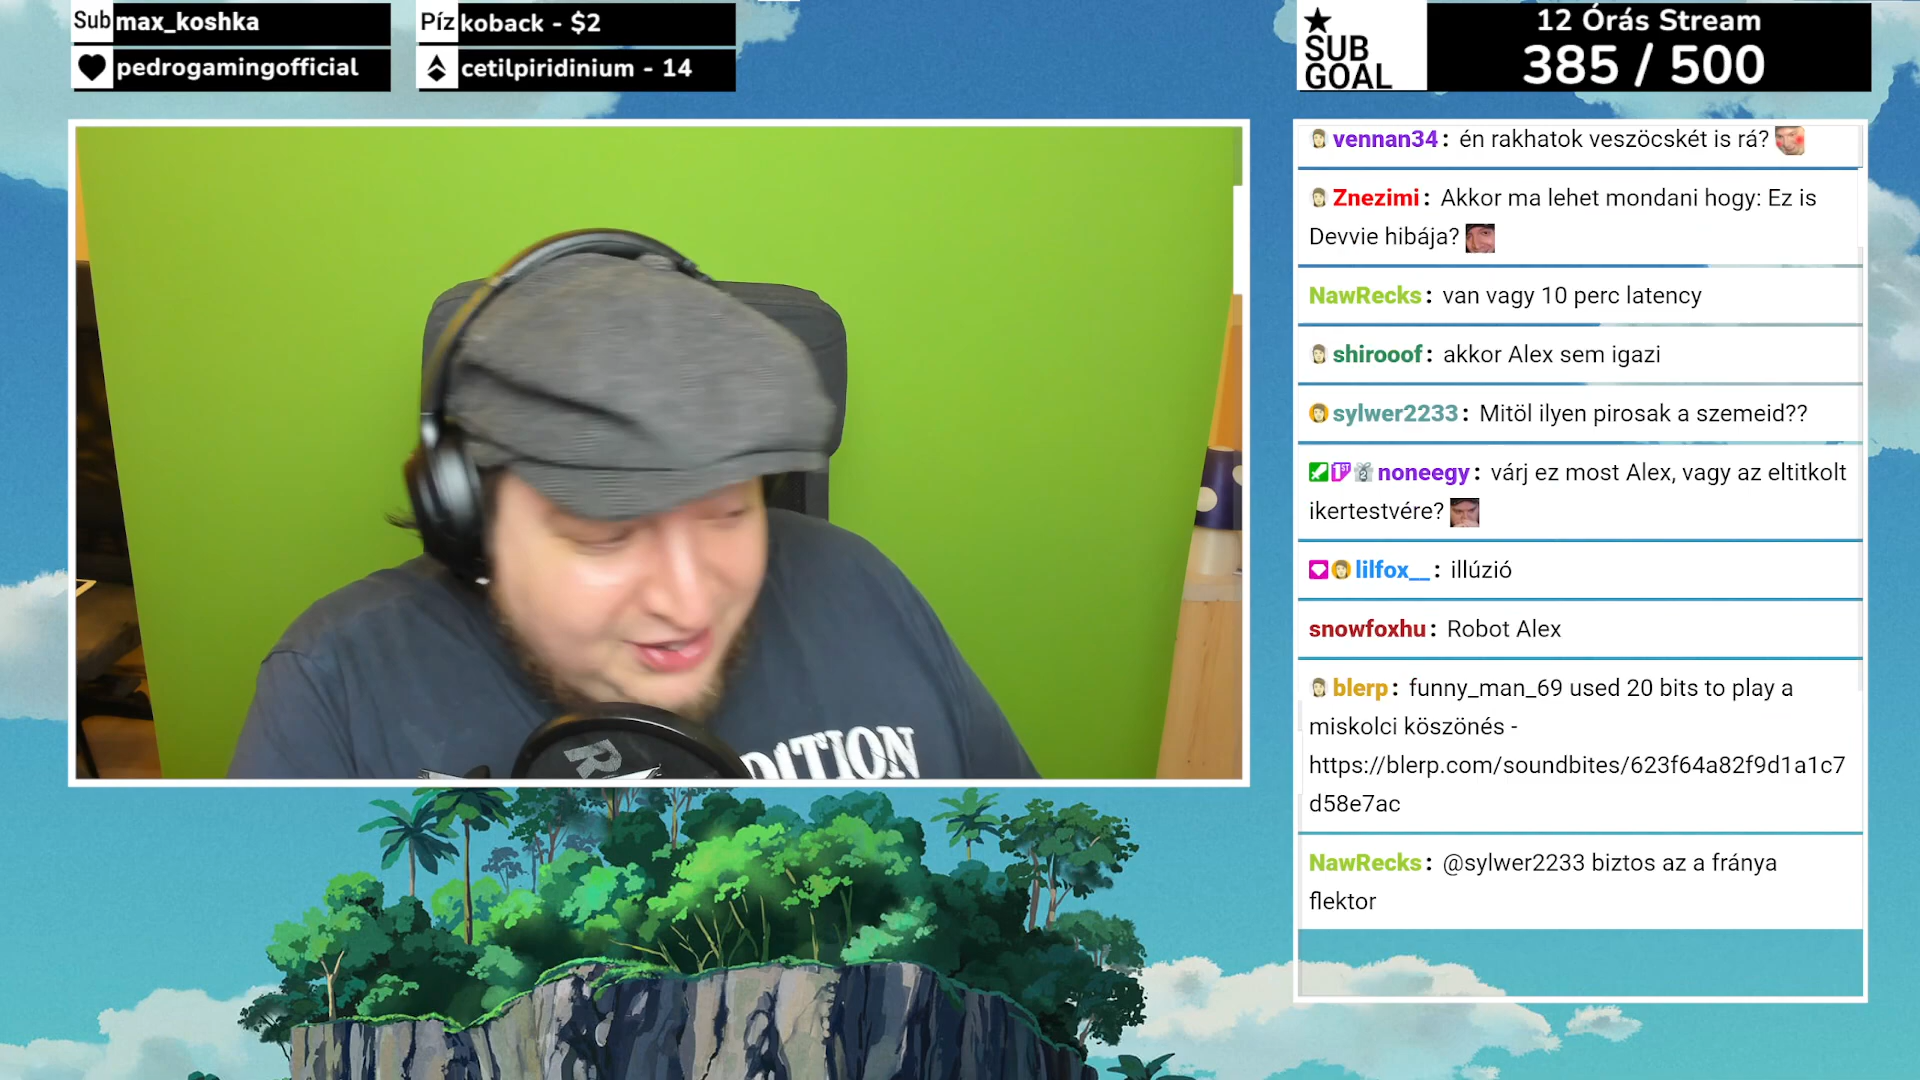 Sub max_koshka
pedrogamingofficial
Píz koback - $2
cetilpiridinium - 14
SUB
GOAL
12 Órás Stream
385 / 500
vennan34: én rakhatok veszöcskét is rá?
Znezimi: Akkor ma lehet mondani hogy: Ez is
Devvie hibája?
NawRecks: van vagy 10 perc latency
shirooof: akkor Alex sem igazi
sylwer2233: Mitöl ilyen pirosak a szemeid??
1ST 2 noneegy: várj ez most Alex, vagy az eltitkolt
ikertestvére?
lilfox__: illúzió
snowfoxhu: Robot Alex
blerp: funny_man_69 used 20 bits to play a
miskolci köszönés -
https://blerp.com/soundbites/623f64a82f9d1a1c7
d58e7ac
NawRecks: @sylwer2233 biztos az a fránya
flektor
DITION